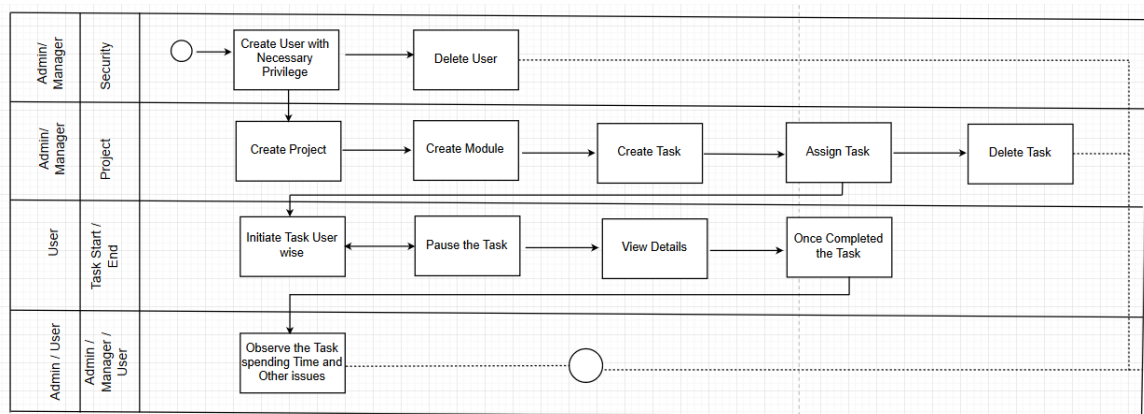 Admin/
Manager
Security
Create User with
Necessary
Privilege
Delete User
Admin/
Manager
Project
Create Project
Create Module
Create Task
Assign Task
Delete Task
User
Task Start /
End
Initiate Task User
wise
Pause the Task
View Details
Once Completed
the Task
Admin / User
Admin /
Manager /
User
Observe the Task
spending Time and
Other issues